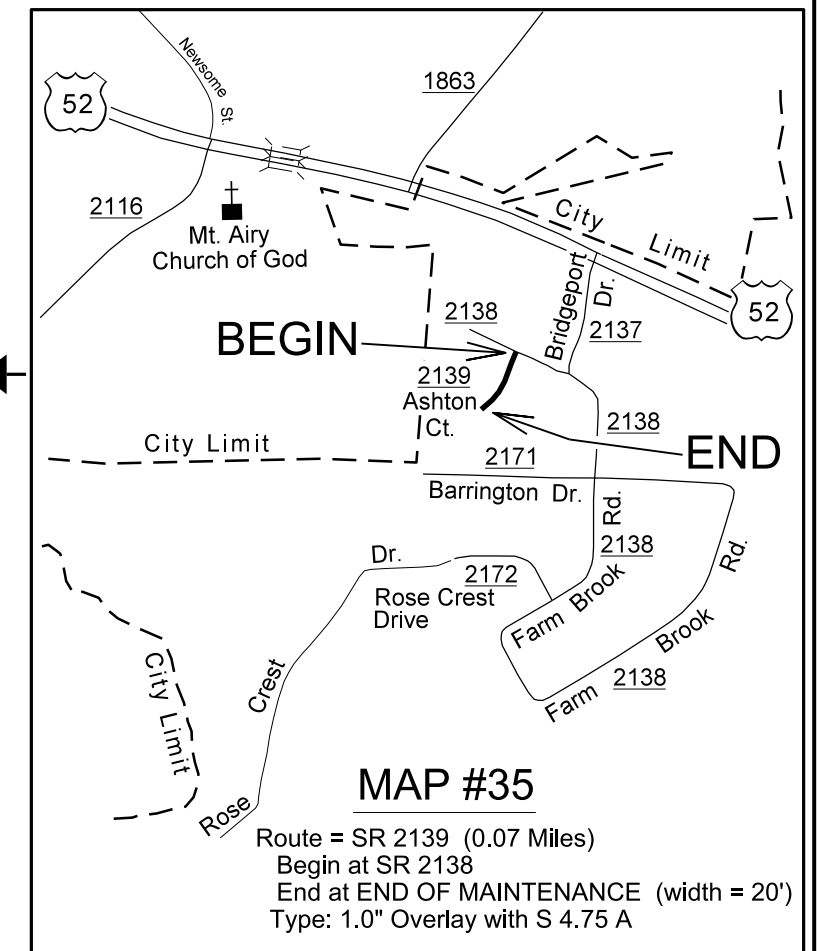 Newsome St.
52
1863
2116
Mt. Airy
Church of God
City Limit
Bridgeport Dr.
52
2138
2137
BEGIN
2139
Ashton
Ct.
2138
City Limit
END
2171
Barrington Dr.
Rd.
2138
Dr.
2172
Rose Crest
Drive
Farm Brook
Rd.
Farm Brook
2138
City Limit
Crest
Rose
MAP #35
Route = SR 2139 (0.07 Miles)
Begin at SR 2138
End at END OF MAINTENANCE (width = 20')
Type: 1.0" Overlay with S 4.75 A